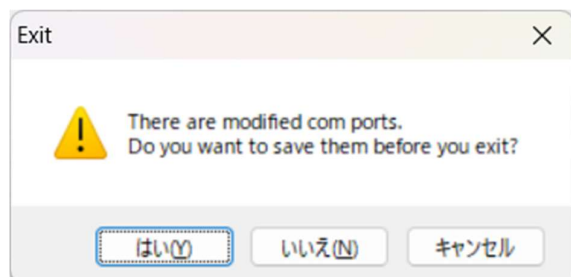 Exit
There are modified com ports.
Do you want to save them before you exit?
はい(Y) いいえ(N) キャンセル